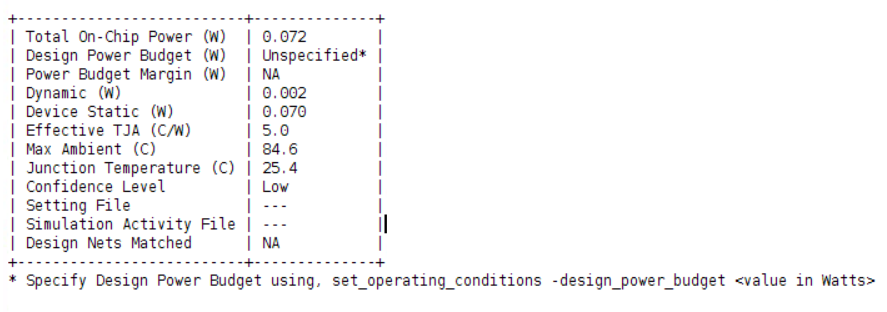 +--------------------------+--------------+
| Total On-Chip Power (W)  | 0.072        |
| Design Power Budget (W)  | Unspecified* |
| Power Budget Margin (W)  | NA           |
| Dynamic (W)              | 0.002        |
| Device Static (W)        | 0.070        |
| Effective TJA (C/W)      | 5.0          |
| Max Ambient (C)          | 84.6         |
| Junction Temperature (C) | 25.4         |
| Confidence Level         | Low          |
| Setting File             | ---          |
| Simulation Activity File | ---          |
| Design Nets Matched      | NA           |
+--------------------------+--------------+
* Specify Design Power Budget using, set_operating_conditions -design_power_budget <value in Watts>